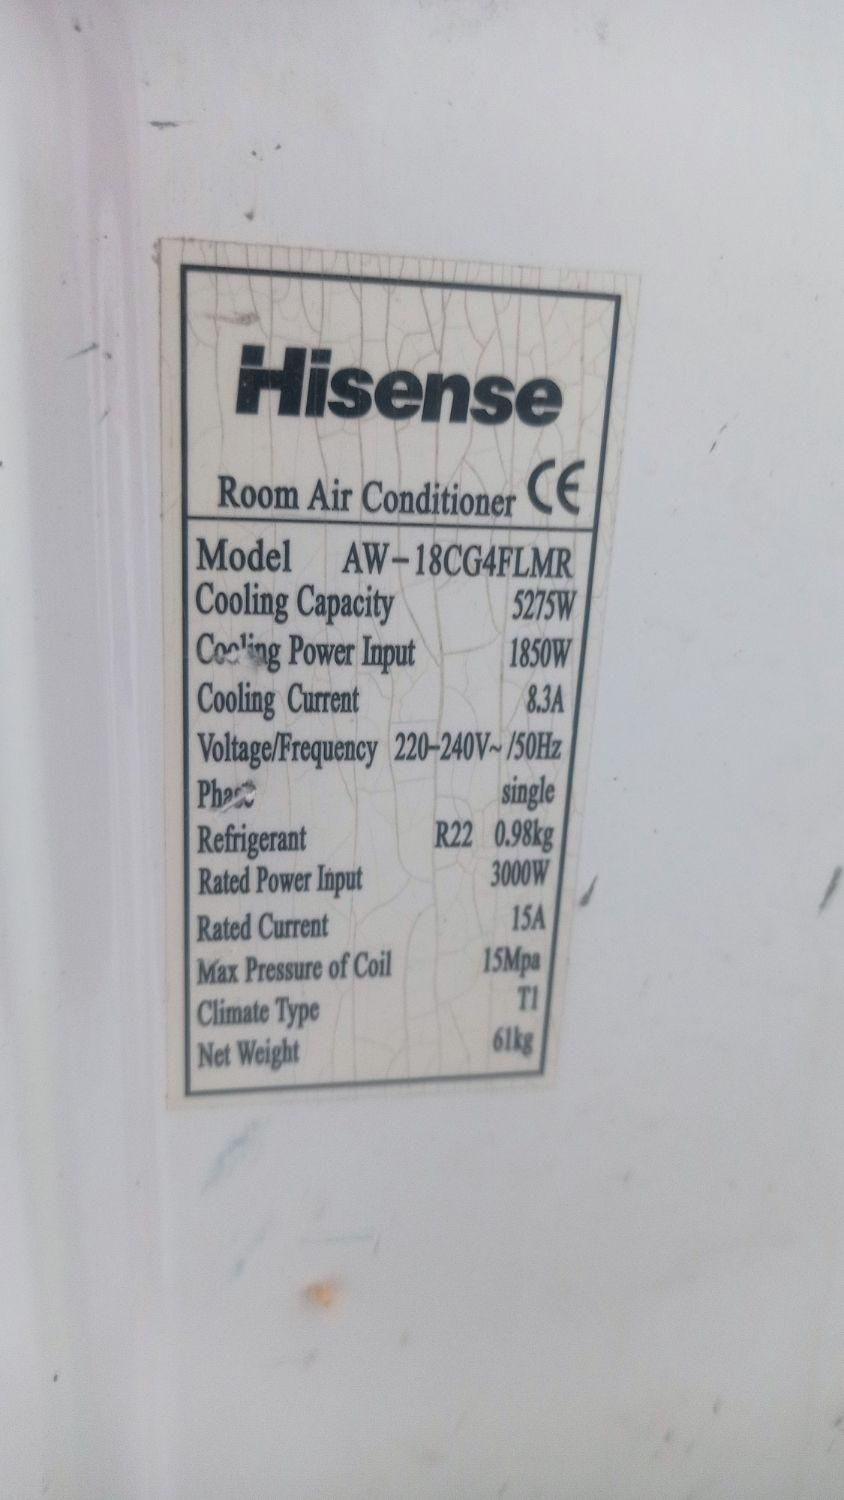 Hisense
Room Air Conditioner CE
Model AW-18CG4FLMR
Cooling Capacity 5275W
Cooling Power Input 1850W
Cooling Current 8.3A
Voltage/Frequency 220-240V~/50Hz
Phase single
Refrigerant R22 0.98kg
Rated Power Input 3000W
Rated Current 15A
Max Pressure of Coil 15Mpa
Climate Type T1
Net Weight 61kg